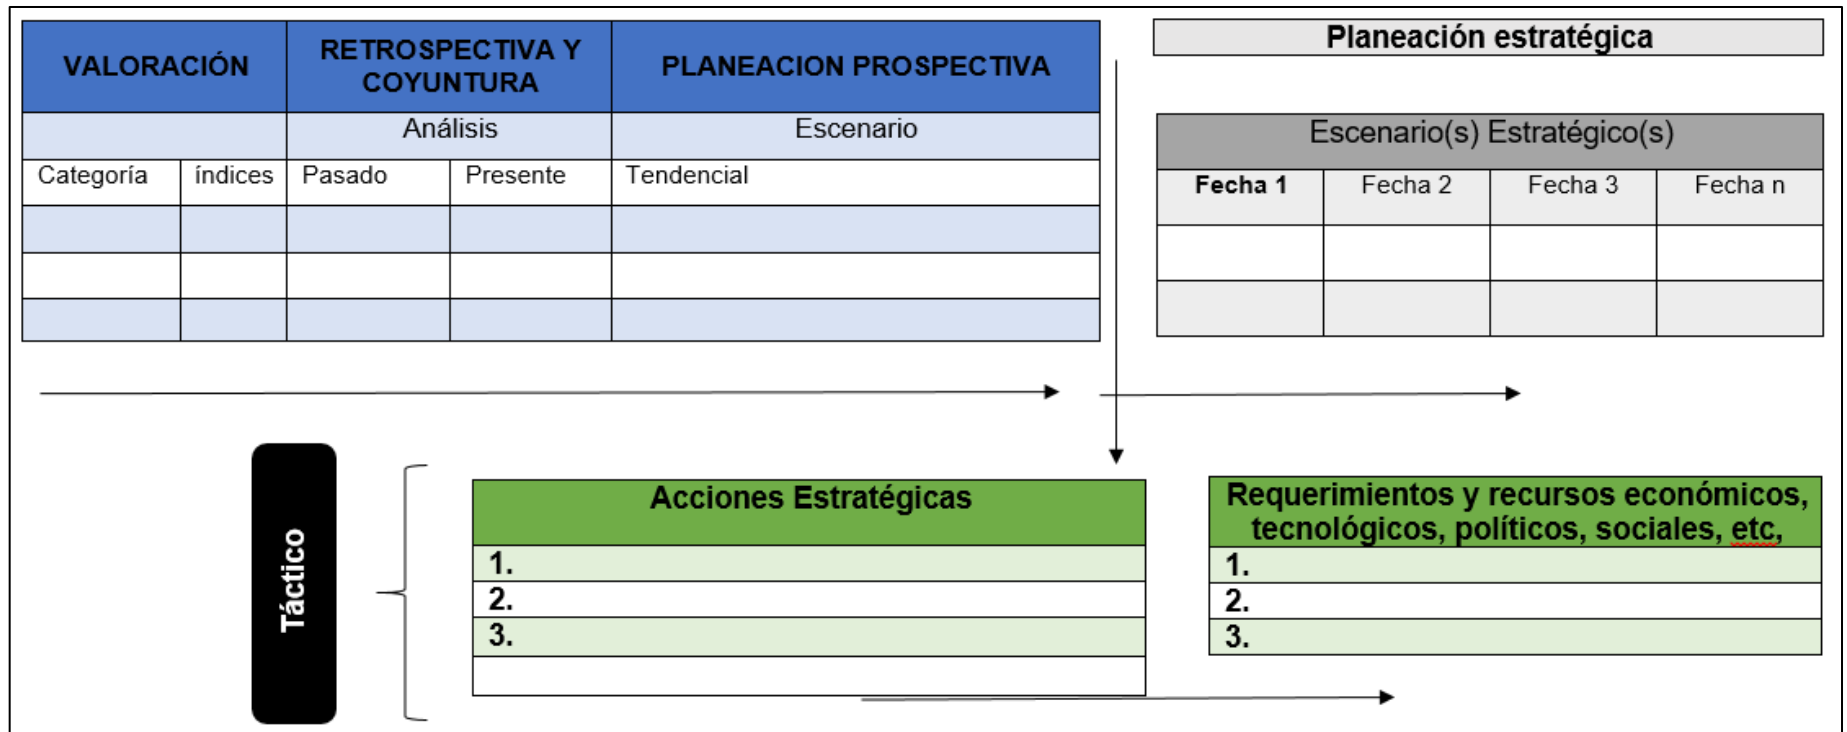 VALORACIÓN
RETROSPECTIVA Y
COYUNTURA
PLANEACION PROSPECTIVA
Análisis
Escenario
Categoría
índices
Pasado
Presente
Tendencial
Planeación estratégica
Escenario(s) Estratégico(s)
Fecha 1
Fecha 2
Fecha 3
Fecha n
Táctico
Acciones Estratégicas
1.
2.
3.
Requerimientos y recursos económicos,
tecnológicos, políticos, sociales, etc,
1.
2.
3.